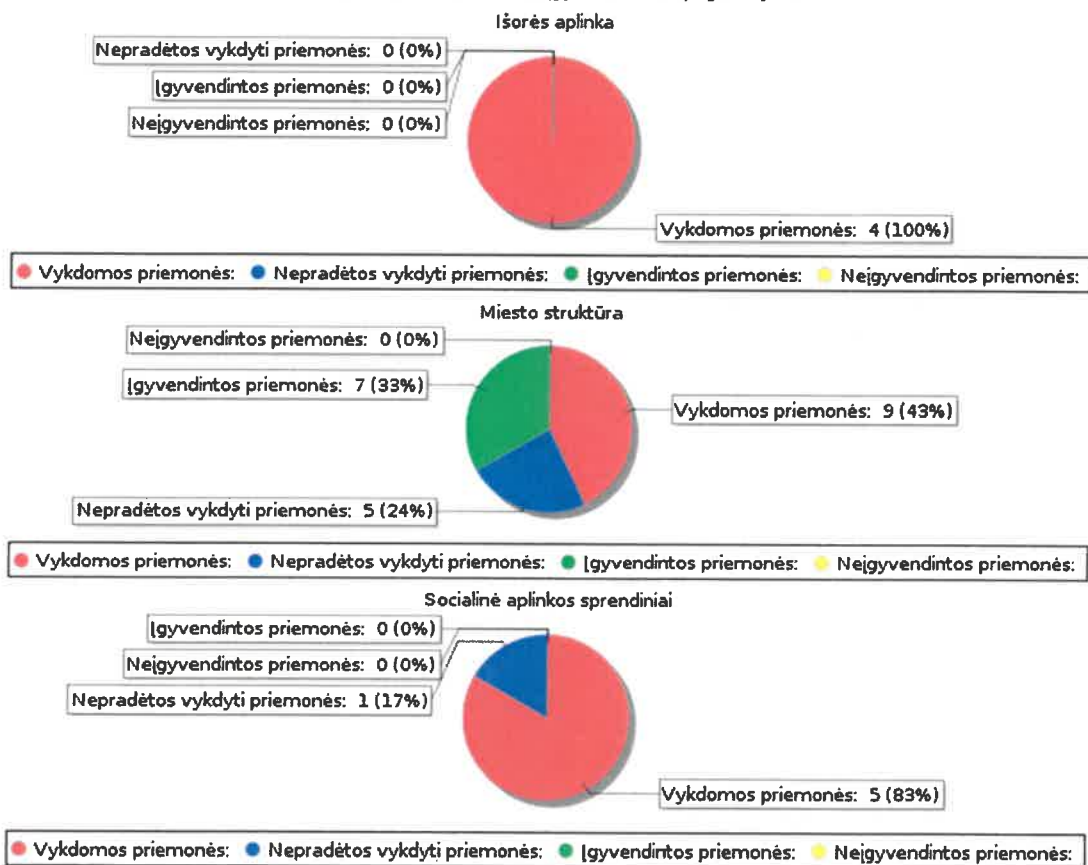 Išorės aplinka
Nepradėtos vykdyti priemonės: 0 (0%)
Įgyvendintos priemonės: 0 (0%)
Neįgyvendintos priemonės: 0 (0%)
Vykdomos priemonės: 4 (100%)
Vykdomos priemonės: Nepradėtos vykdyti priemonės: Įgyvendintos priemonės: Neįgyvendintos priemonės:
Miesto struktūra
Neįgyvendintos priemonės: 0 (0%)
Įgyvendintos priemonės: 7 (33%)
Vykdomos priemonės: 9 (43%)
Nepradėtos vykdyti priemonės: 5 (24%)
Vykdomos priemonės: Nepradėtos vykdyti priemonės: Įgyvendintos priemonės: Neįgyvendintos priemonės:
Socialinė aplinkos sprendiniai
Įgyvendintos priemonės: 0 (0%)
Neįgyvendintos priemonės: 0 (0%)
Nepradėtos vykdyti priemonės: 1 (17%)
Vykdomos priemonės: 5 (83%)
Vykdomos priemonės: Nepradėtos vykdyti priemonės: Įgyvendintos priemonės: Neįgyvendintos priemonės: